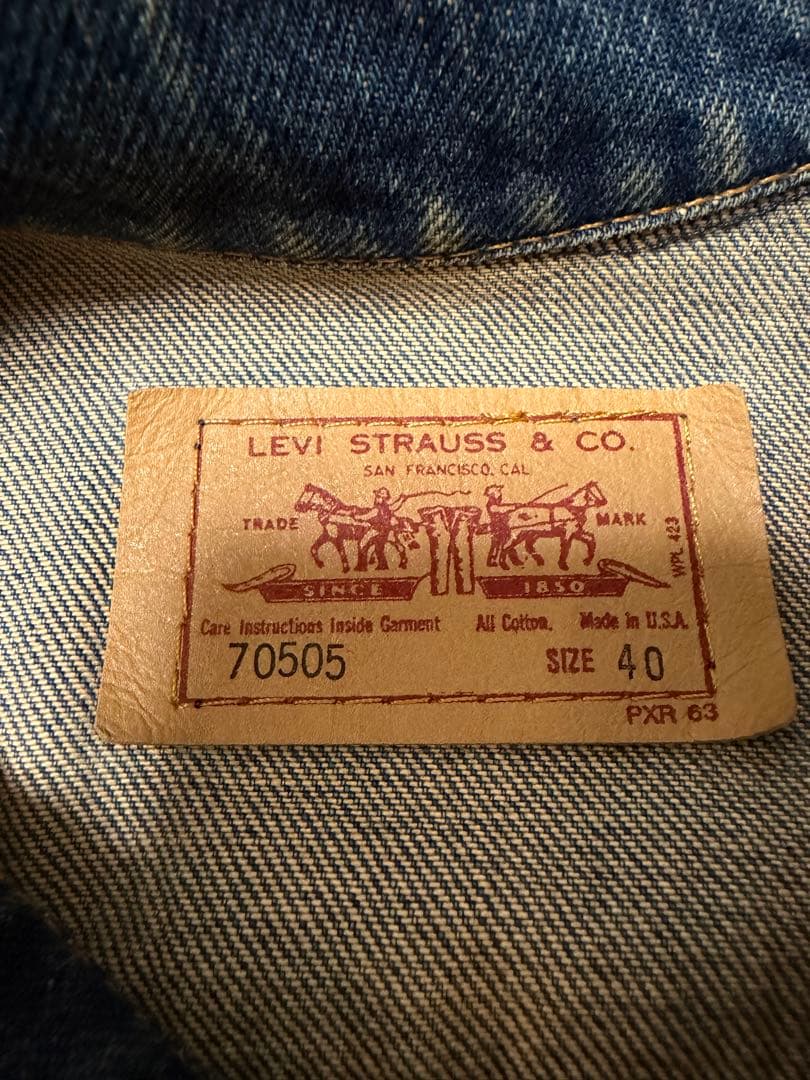 LEVI STRAUSS & CO.
SAN FRANCISCO, CAL
TRADE MARK
WPL 423
SINCE 1850
Care Instructions Inside Garment All Cotton. Made in U.S.A.
70505 SIZE 40
PXR 63